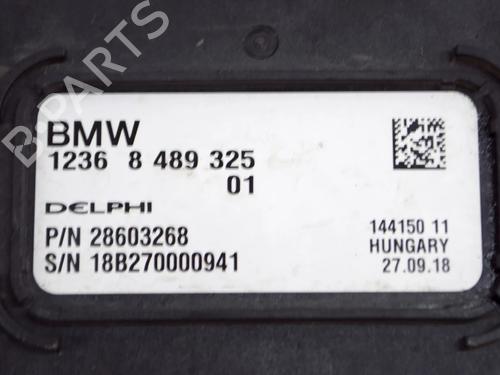 BMW
1236 8 489 325
01
DELPHI
P/N 28603268
S/N 18B270000941
144150 11
HUNGARY
27.09.18
B-PARTS